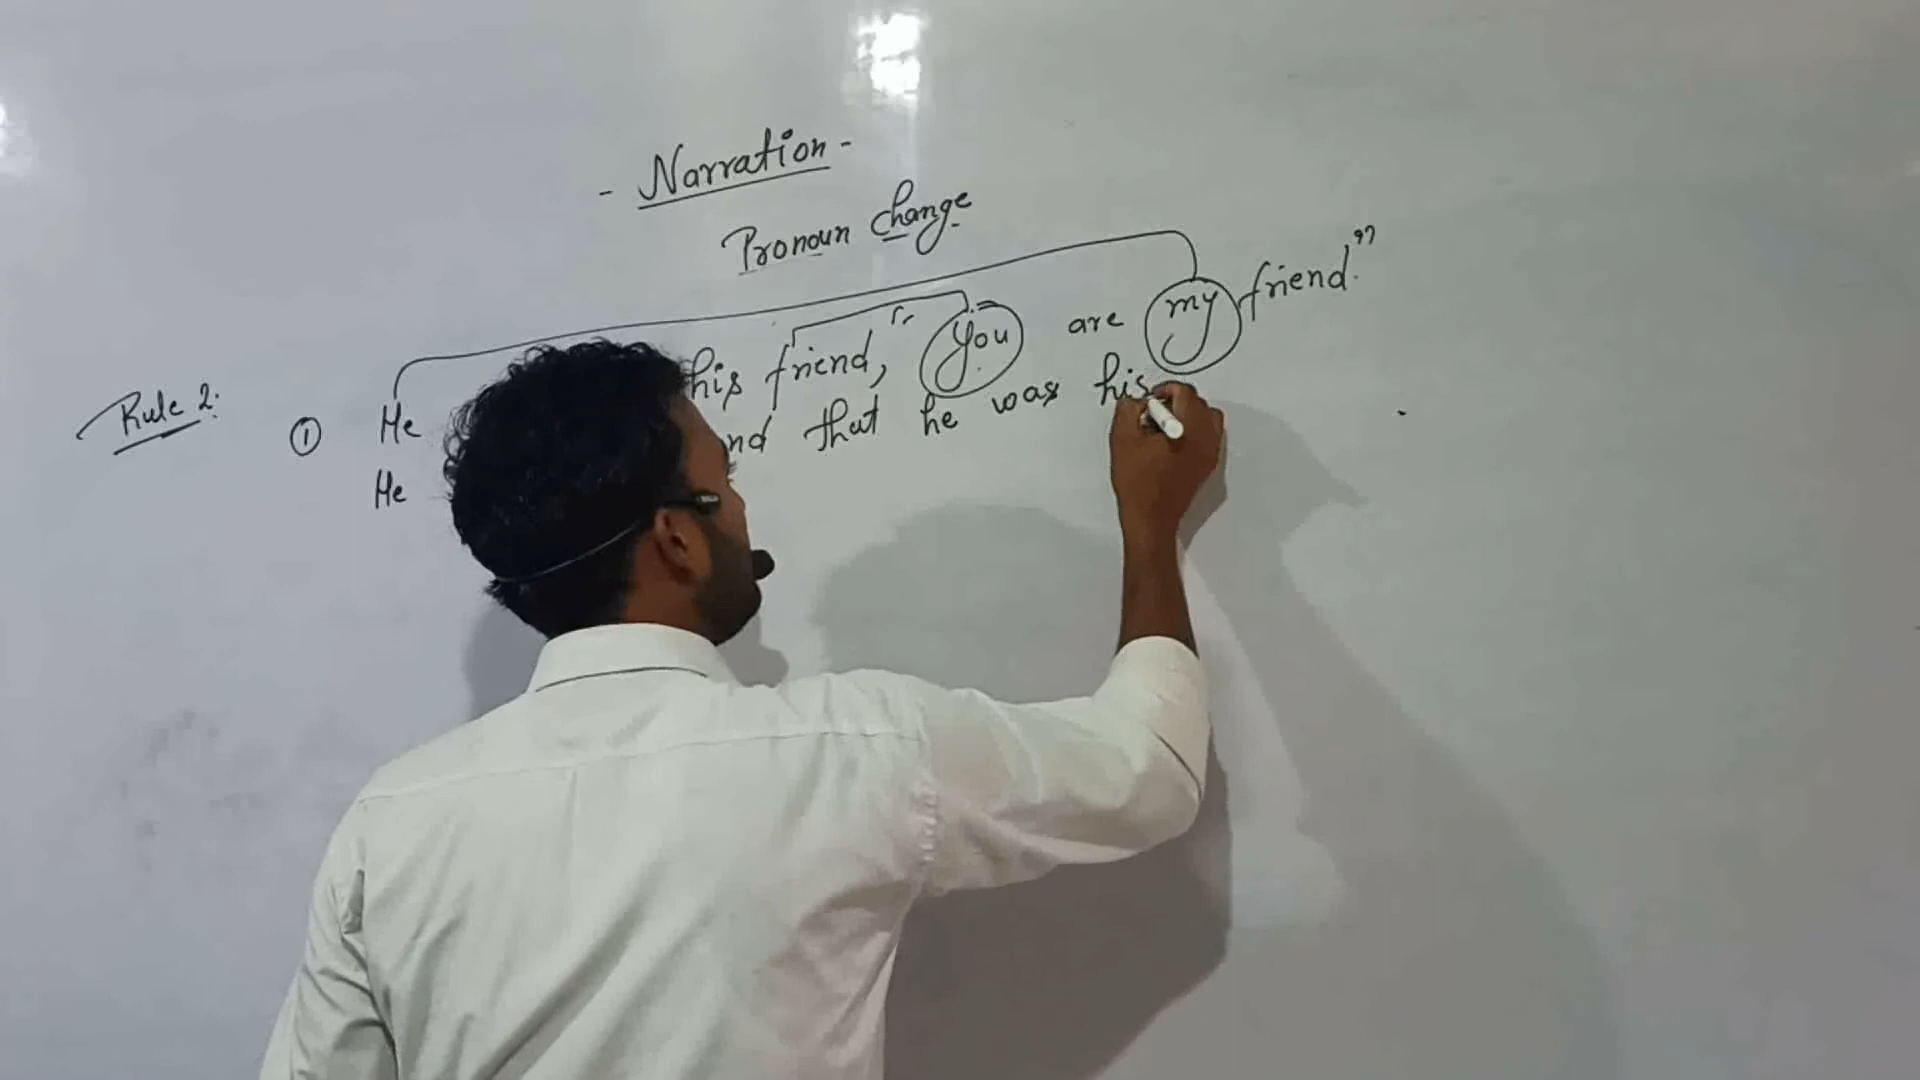 - Narration -
Pronoun change
Rule 2.
① He his friend, " You are my friend."
He nd that he was his